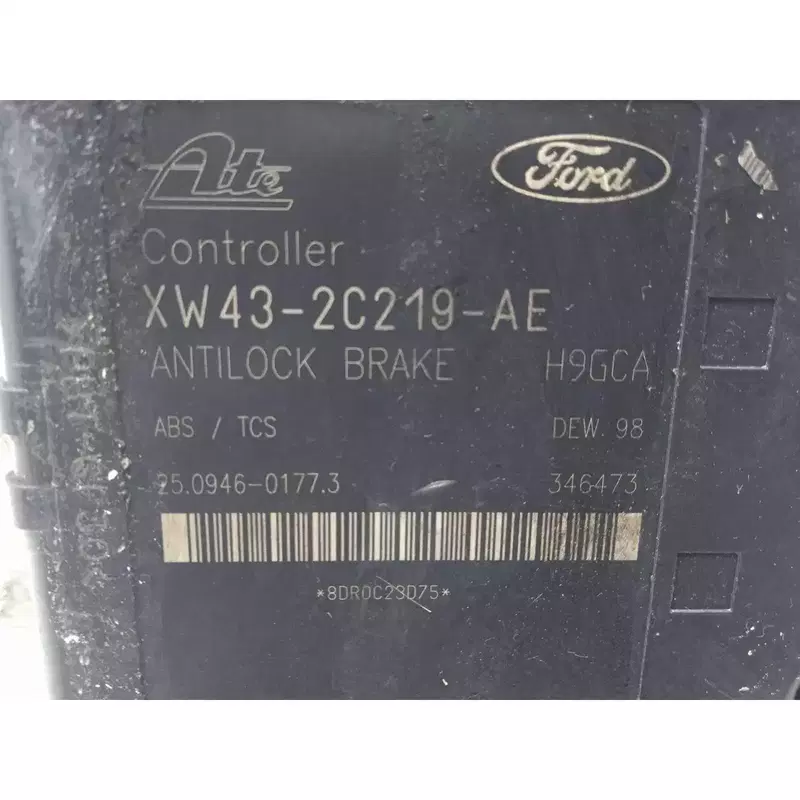 Ate
Ford
Controller
XW43-2C219-AE
ANTILOCK BRAKE H9GCA
ABS / TCS DEW. 98
25.0946-0177.3 346473
*8DR0C23D75*